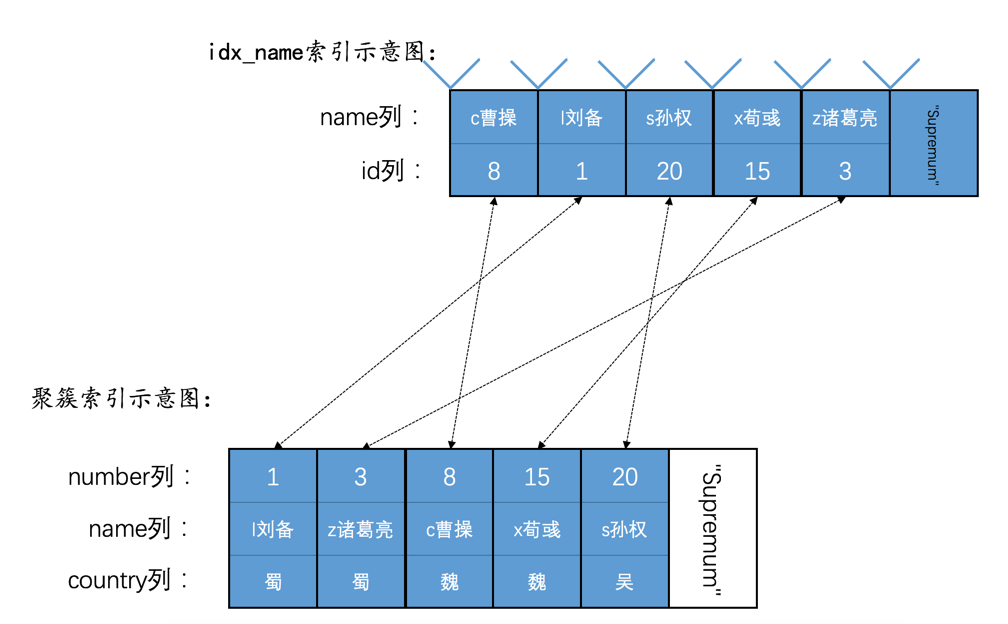 idx_name索引示意图：
name列： c曹操 l刘备 s孙权 x荀彧 z诸葛亮 "Supremum"
id列： 8 1 20 15 3
聚簇索引示意图：
number列： 1 3 8 15 20 "Supremum"
name列： l刘备 z诸葛亮 c曹操 x荀彧 s孙权
country列： 蜀 蜀 魏 魏 吴